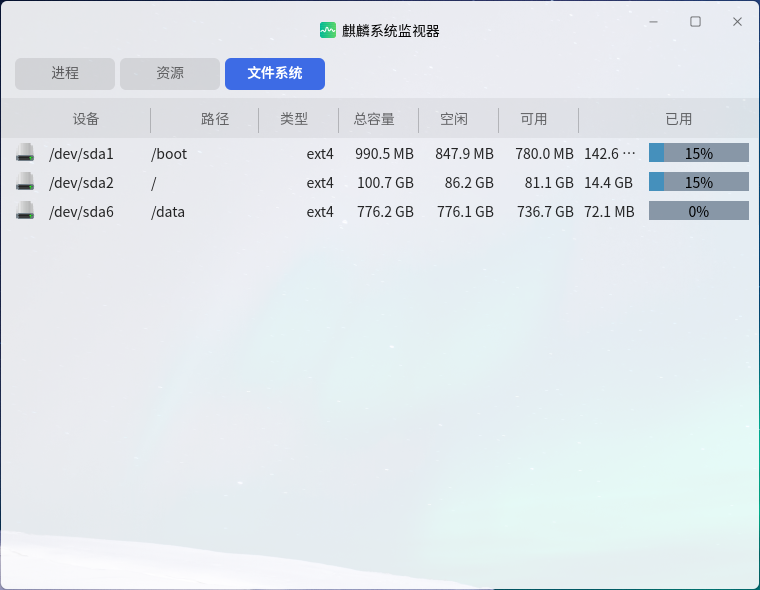 麒麟系统监视器
进程 资源 文件系统
设备 路径 类型 总容量 空闲 可用 已用
/dev/sda1 /boot ext4 990.5 MB 847.9 MB 780.0 MB 142.6 ⋯ 15%
/dev/sda2 / ext4 100.7 GB 86.2 GB 81.1 GB 14.4 GB 15%
/dev/sda6 /data ext4 776.2 GB 776.1 GB 736.7 GB 72.1 MB 0%